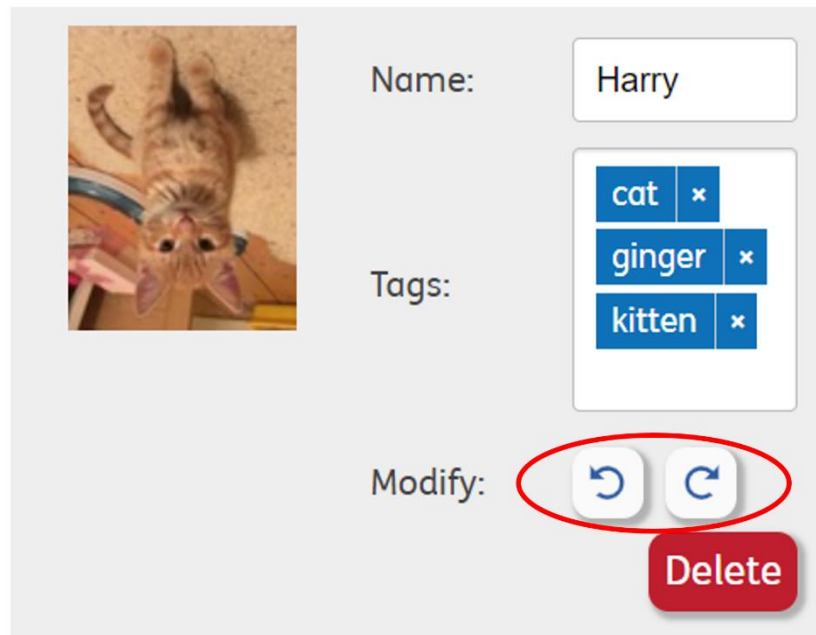 Name:
Harry
Tags:
cat ×
ginger ×
kitten ×
Modify:
Delete